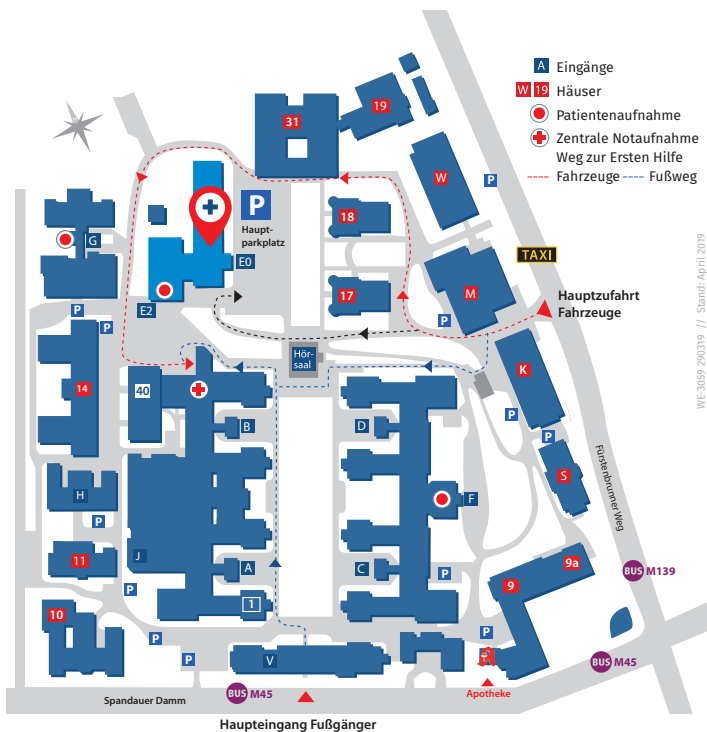 A Eingänge
W 19 Häuser
Patientenaufnahme
Zentrale Notaufnahme
Weg zur Ersten Hilfe
Fahrzeuge Fußweg
31
19
W
P
18
P
Haupt-
parkplatz
G
E0
TAXI
E2
17
M
Hauptzufahrt
Fahrzeuge
P
P
P
Hör-
saal
K
14
40
P
B
D
P
S
Fürstenbrunner Weg
H
F
P
J
11
A
C
P
9
9a
BUS M139
P
1
10
P
P
V
P
BUS M45
Apotheke
Spandauer Damm
BUS M45
Haupteingang Fußgänger
WE-3059 290319 // Stand: April 2019